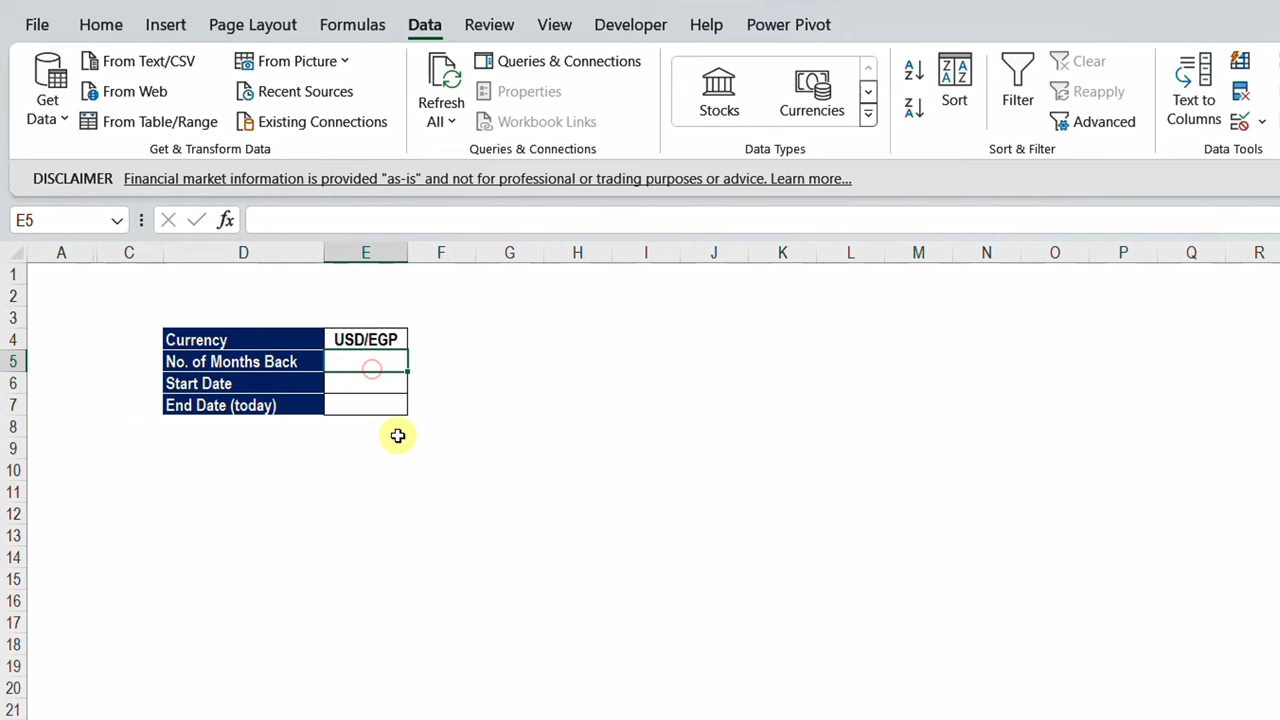 File Home Insert Page Layout Formulas Data Review View Developer Help Power Pivot
Get Data
From Text/CSV
From Web
From Table/Range
From Picture
Recent Sources
Existing Connections
Get & Transform Data
Refresh All
Queries & Connections
Properties
Workbook Links
Queries & Connections
Stocks
Currencies
Data Types
Sort
Filter
Clear
Reapply
Advanced
Sort & Filter
Text to Columns
Data Tools
DISCLAIMER Financial market information is provided "as-is" and not for professional or trading purposes or advice. Learn more...
E5 fx
A C D E F G H I J K L M N O P Q R
1
2
3
4 Currency USD/EGP
5 No. of Months Back
6 Start Date
7 End Date (today)
8
9
10
11
12
13
14
15
16
17
18
19
20
21